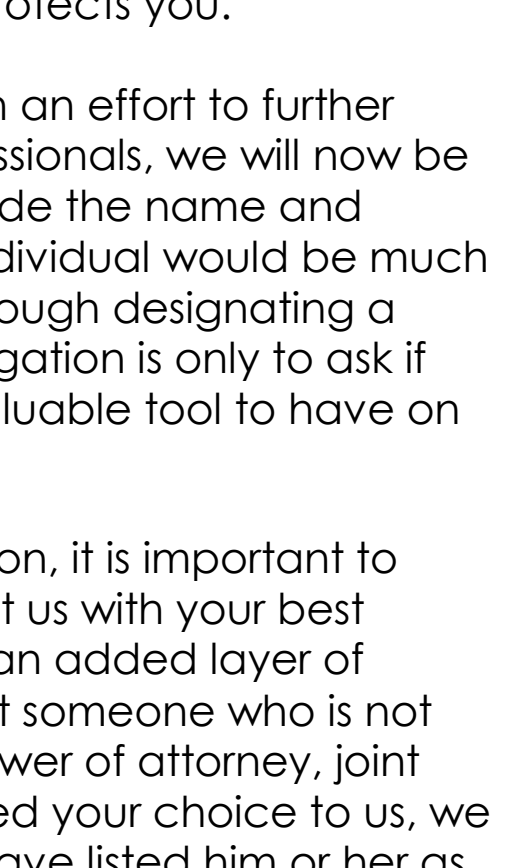 otects you.
an effort to further
ssionals, we will now be
de the name and
dividual would be much
ough designating a
gation is only to ask if
luable tool to have on
on, it is important to
t us with your best
an added layer of
t someone who is not
wer of attorney, joint
ed your choice to us, we
ave listed him or her as